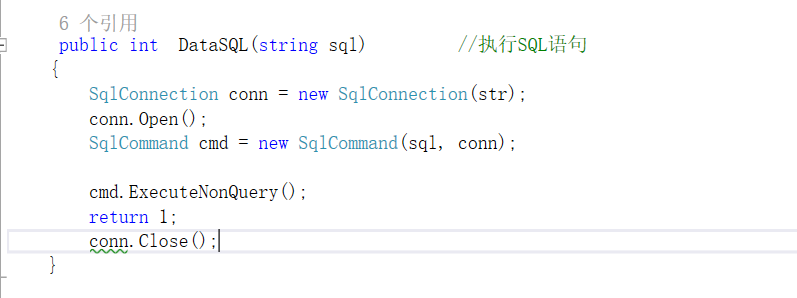 6 个引用
public int  DataSQL(string sql)         //执行SQL语句
{
SqlConnection conn = new SqlConnection(str);
conn.Open();
SqlCommand cmd = new SqlCommand(sql, conn);
cmd.ExecuteNonQuery();
return 1;
conn.Close();
}